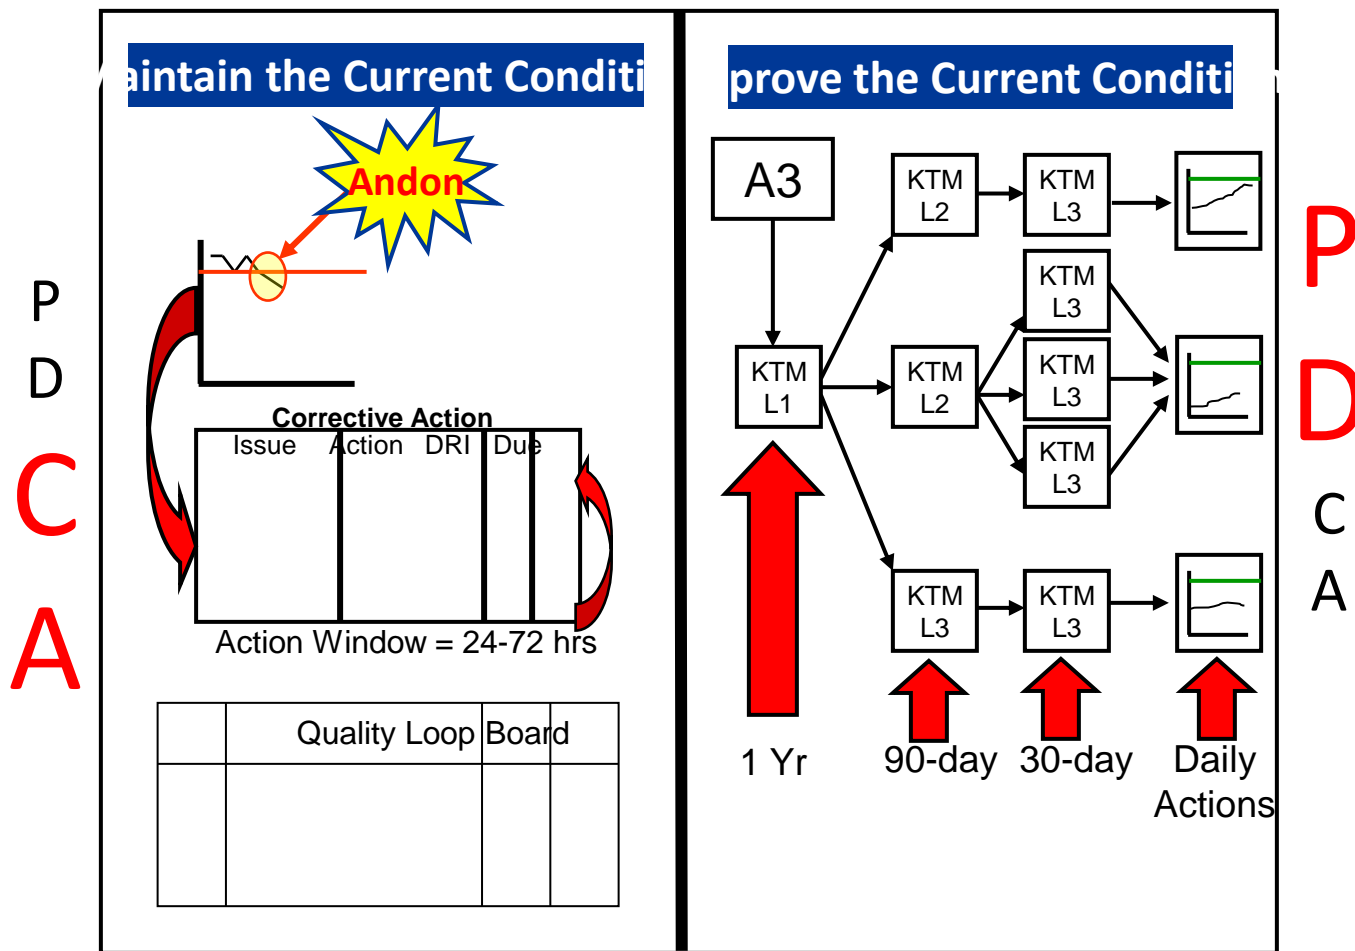 aintain the Current Conditi
Andon
P
D
C
A
Corrective Action
Issue Action DRI Due
Action Window = 24-72 hrs
Quality Loop Board
prove the Current Conditi
A3
KTM
L1
KTM
L2
KTM
L3
KTM
L2
KTM
L3
KTM
L3
KTM
L3
KTM
L3
KTM
L3
1 Yr
90-day
30-day
Daily
Actions
P
D
C
A